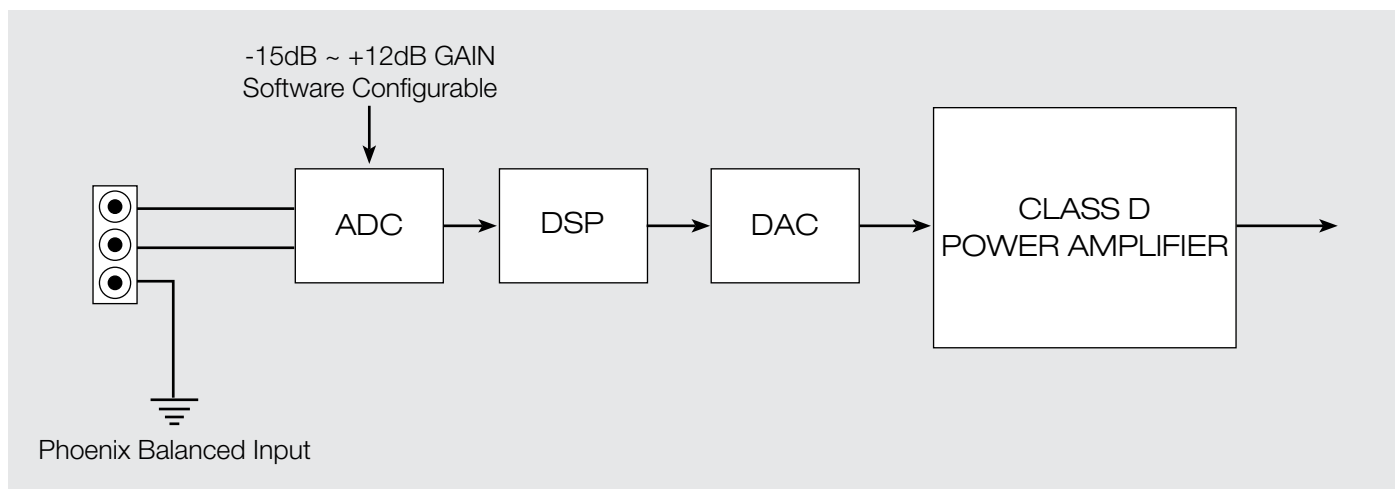 -15dB ~ +12dB GAIN
Software Configurable
ADC
DSP
DAC
CLASS D
POWER AMPLIFIER
Phoenix Balanced Input